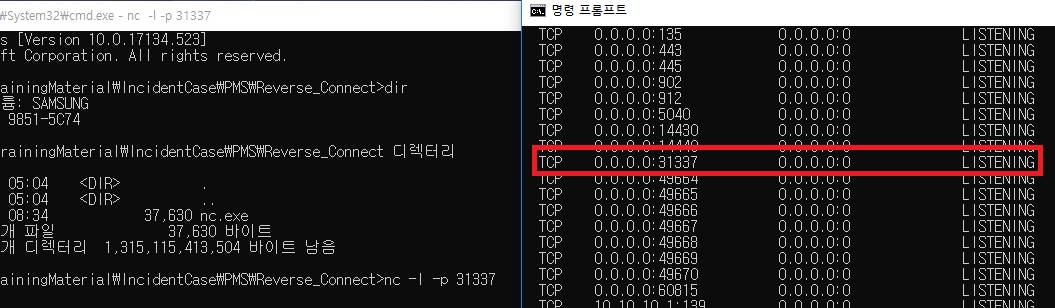 ₩System32₩cmd.exe - nc -l -p 31337
s [Version 10.0.17134.523]
ft Corporation. All rights reserved.
ainingMaterial₩IncidentCase₩PMS₩Reverse_Connect>dir
륨: SAMSUNG
9851-5C74
rainingMaterial₩IncidentCase₩PMS₩Reverse_Connect 디렉터리
05:04 <DIR> .
05:04 <DIR> ..
08:34 37,630 nc.exe
개 파일 37,630 바이트
개 디렉터리 1,315,115,413,504 바이트 남음
ainingMaterial₩IncidentCase₩PMS₩Reverse_Connect>nc -l -p 31337
명령 프롬프트
TCP 0.0.0.0:135 0.0.0.0:0 LISTENING
TCP 0.0.0.0:443 0.0.0.0:0 LISTENING
TCP 0.0.0.0:445 0.0.0.0:0 LISTENING
TCP 0.0.0.0:902 0.0.0.0:0 LISTENING
TCP 0.0.0.0:912 0.0.0.0:0 LISTENING
TCP 0.0.0.0:5040 0.0.0.0:0 LISTENING
TCP 0.0.0.0:14430 0.0.0.0:0 LISTENING
TCP 0.0.0.0:14440 0.0.0.0:0 LISTENING
TCP 0.0.0.0:31337 0.0.0.0:0 LISTENING
TCP 0.0.0.0:49664 0.0.0.0:0 LISTENING
TCP 0.0.0.0:49665 0.0.0.0:0 LISTENING
TCP 0.0.0.0:49666 0.0.0.0:0 LISTENING
TCP 0.0.0.0:49667 0.0.0.0:0 LISTENING
TCP 0.0.0.0:49668 0.0.0.0:0 LISTENING
TCP 0.0.0.0:49669 0.0.0.0:0 LISTENING
TCP 0.0.0.0:49670 0.0.0.0:0 LISTENING
TCP 0.0.0.0:60815 0.0.0.0:0 LISTENING
TCP 10.10.10.1:139 0.0.0.0:0 LISTENING